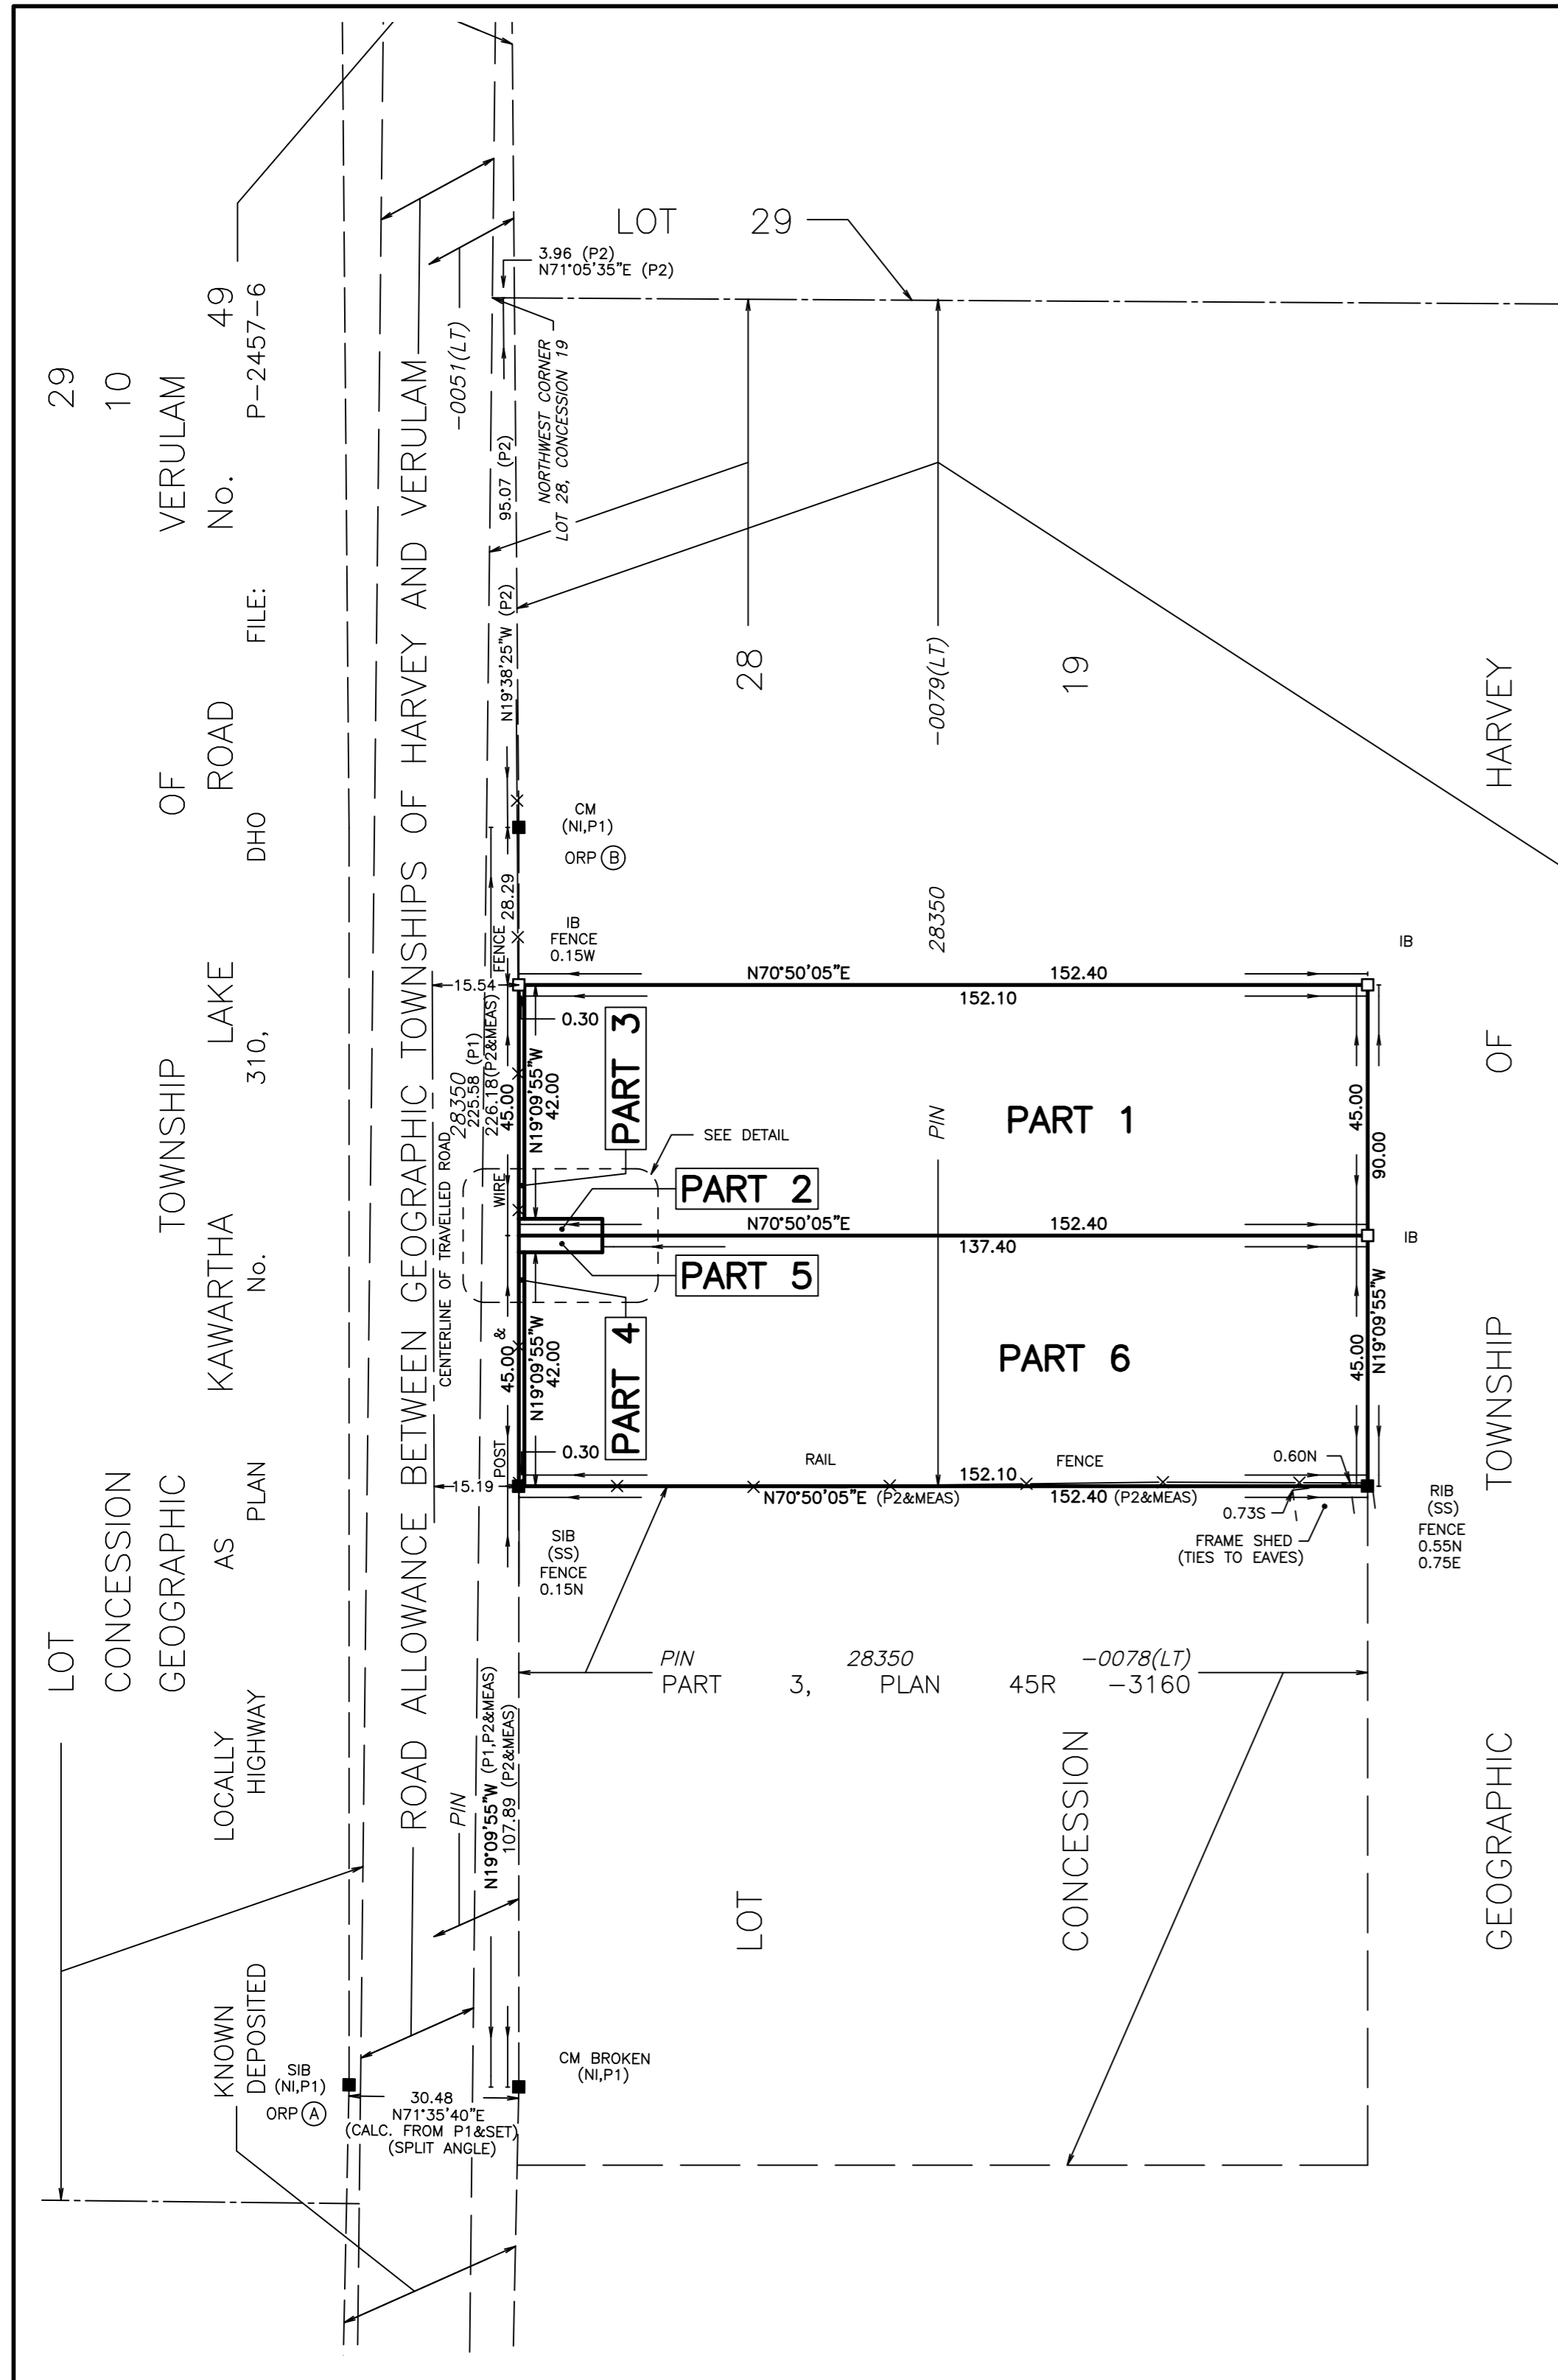 LOT 29
CONCESSION 10
GEOGRAPHIC TOWNSHIP OF VERULAM
LOCALLY KNOWN AS KAWARTHA LAKE ROAD No. 49
HIGHWAY PLAN No. 310, DHO FILE: P-2457-6
DEPOSITED
ROAD ALLOWANCE BETWEEN GEOGRAPHIC TOWNSHIPS OF HARVEY AND VERULAM
PIN 28350 -0051(LT)
CENTERLINE OF TRAVELLED ROAD
LOT 29
3.96 (P2)
N71°05'35"E (P2)
NORTHWEST CORNER
LOT 28, CONCESSION 19
N19°38'25"W (P2) 95.07 (P2)
CM
(NI,P1)
ORP B
28.29
IB
FENCE
0.15W
POST & WIRE FENCE
15.54
225.58 (P1)
226.18(P2&MEAS)
45.00
N19°09'55"W
42.00
0.30
N70°50'05"E 152.40
152.10
IB
PART 3
PART 1
45.00
90.00
N19°09'55"W
SEE DETAIL
PART 2
N70°50'05"E 152.40
137.40
IB
PART 5
PART 4
PART 6
45.00
N19°09'55"W
42.00
45.00
0.30
15.19
RAIL FENCE
152.10
N70°50'05"E (P2&MEAS) 152.40 (P2&MEAS)
0.60N
0.73S
FRAME SHED
(TIES TO EAVES)
SIB
(SS)
FENCE
0.15N
RIB
(SS)
FENCE
0.55N
0.75E
PIN 28350 -0079(LT)
PIN 28350 -0078(LT)
PART 3, PLAN 45R -3160
N19°09'55"W (P1,P2&MEAS)
107.89 (P2&MEAS)
LOT 28
CONCESSION 19
GEOGRAPHIC TOWNSHIP OF HARVEY
SIB
(NI,P1)
ORP A
30.48
N71°35'40"E
(CALC. FROM P1&SET)
(SPLIT ANGLE)
CM BROKEN
(NI,P1)